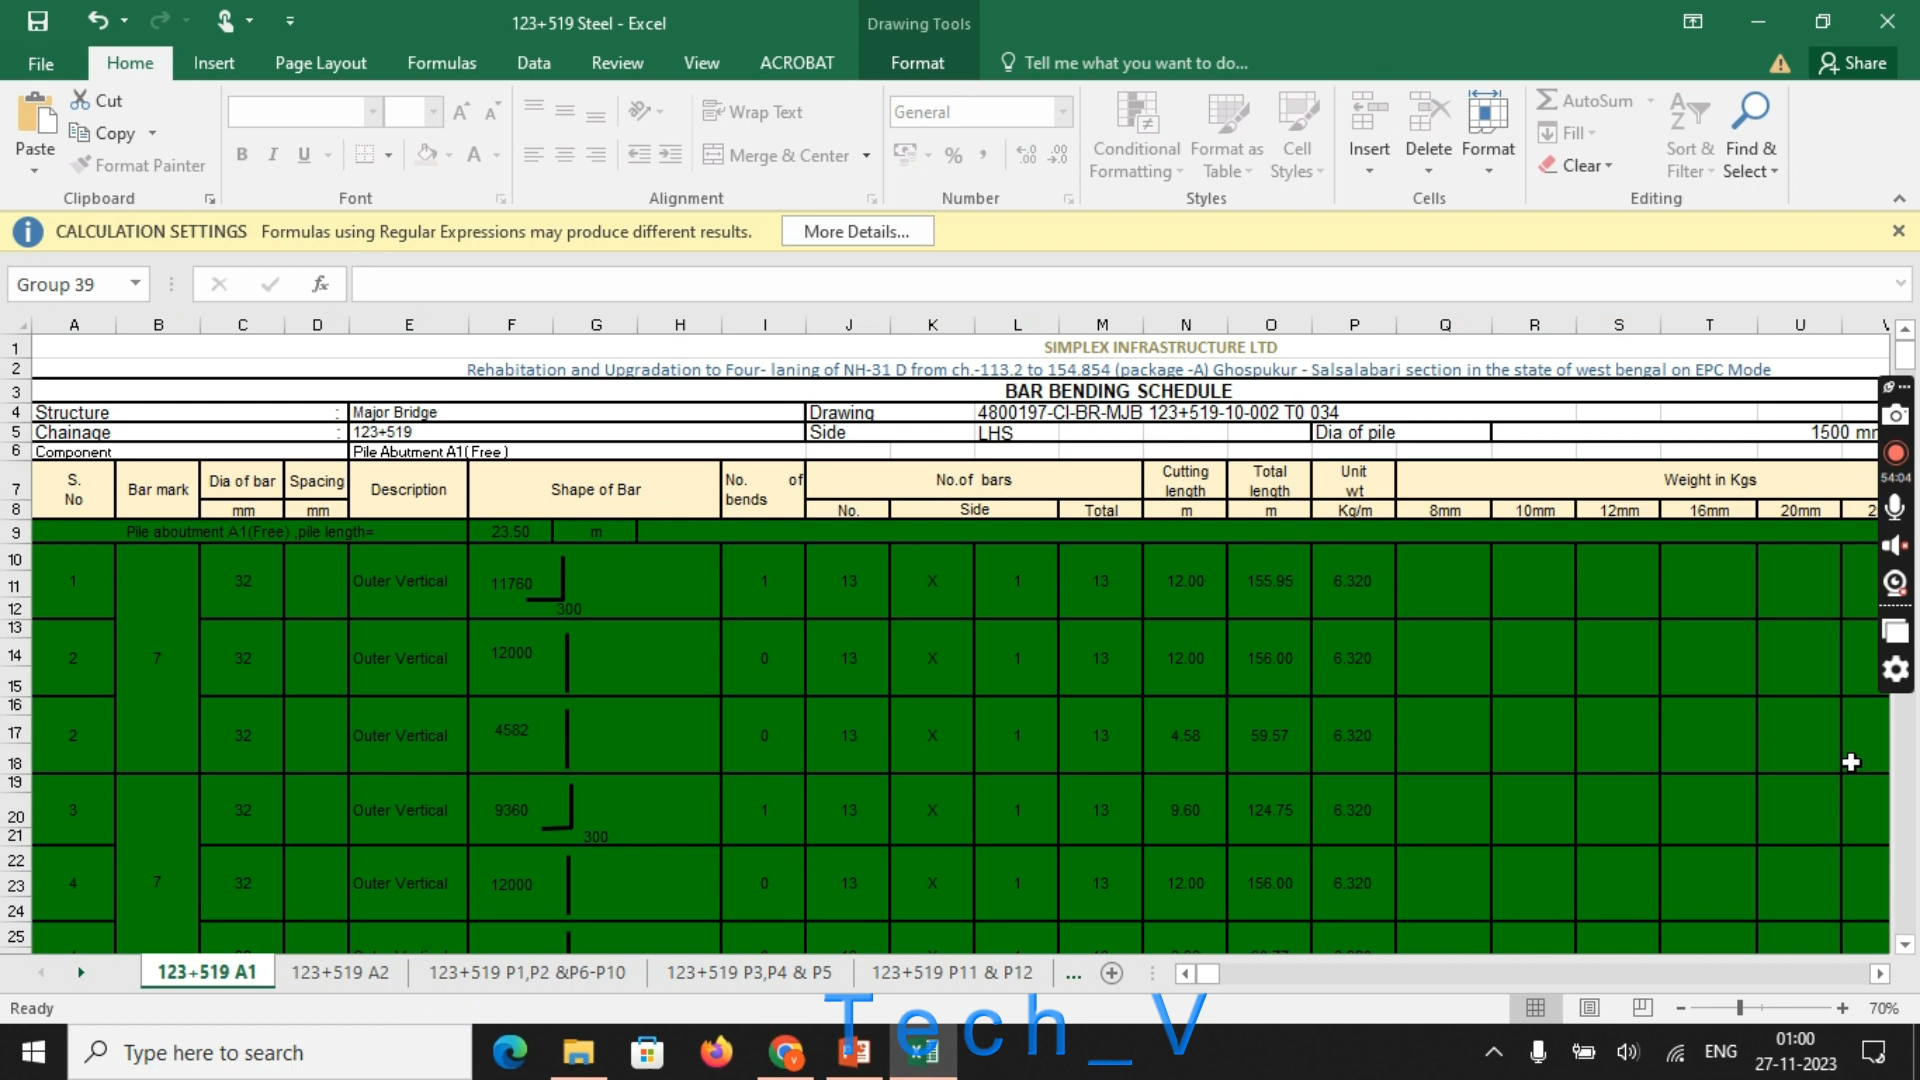 123+519 Steel - Excel
Drawing Tools
File Home Insert Page Layout Formulas Data Review View ACROBAT Format Tell me what you want to do... Share
Cut
Copy
Format Painter
Paste
Clipboard
B I U
Font
Wrap Text
Merge & Center
Alignment
General
Number
Conditional Formatting
Format as Table
Cell Styles
Styles
Insert Delete Format
Cells
AutoSum
Fill
Clear
Sort & Filter
Find & Select
Editing
CALCULATION SETTINGS Formulas using Regular Expressions may produce different results. More Details...
Group 39 fx
A B C D E F G H I J K L M N O P Q R S T U
1 SIMPLEX INFRASTRUCTURE LTD
2 Rehabitation and Upgradation to Four- laning of NH-31 D from ch.-113.2 to 154.854 (package -A) Ghospukur - Salsalabari section in the state of west bengal on EPC Mode
3 BAR BENDING SCHEDULE
4 Structure : Major Bridge Drawing 4800197-CI-BR-MJB 123+519-10-002 T0 034
5 Chainage : 123+519 Side LHS Dia of pile 1500 mm
6 Component Pile Abutment A1( Free )
7 S. No Bar mark Dia of bar Spacing Description Shape of Bar No. of bends No.of bars Cutting length Total length Unit wt Weight in Kgs
8 mm mm No. Side Total m m Kg/m 8mm 10mm 12mm 16mm 20mm 2
9 Pile aboutment A1(Free) ,pile length= 23.50 m
10
11 1 32 Outer Vertical 11760 1 13 X 1 13 12.00 155.95 6.320
12 300
13
14 2 7 32 Outer Vertical 12000 0 13 X 1 13 12.00 156.00 6.320
15
16
17 2 32 Outer Vertical 4582 0 13 X 1 13 4.58 59.57 6.320
18
19
20 3 32 Outer Vertical 9360 1 13 X 1 13 9.60 124.75 6.320
21 300
22
23 4 7 32 Outer Vertical 12000 0 13 X 1 13 12.00 156.00 6.320
24
25
54:04
123+519 A1 123+519 A2 123+519 P1,P2 &P6-P10 123+519 P3,P4 & P5 123+519 P11 & P12 ...
Ready 70%
Tech_V
Type here to search
ENG
01:00
27-11-2023